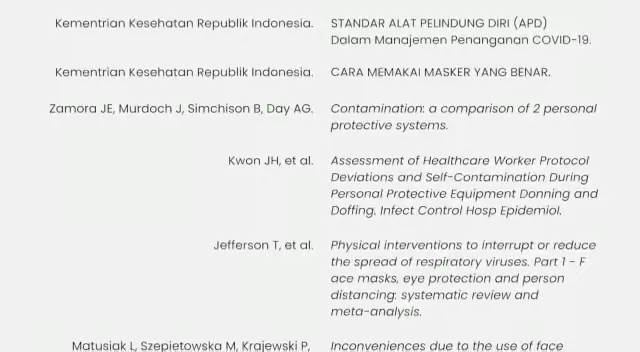 Kementrian Kesehatan Republik Indonesia. STANDAR ALAT PELINDUNG DIRI (APD)
Dalam Manajemen Penanganan COVID-19.
Kementrian Kesehatan Republik Indonesia. CARA MEMAKAI MASKER YANG BENAR.
Zamora JE, Murdoch J, Simchison B, Day AG. Contamination: a comparison of 2 personal
protective systems.
Kwon JH, et al. Assessment of Healthcare Worker Protocol
Deviations and Self-Contamination During
Personal Protective Equipment Donning and
Doffing. Infect Control Hosp Epidemiol.
Jefferson T, et al. Physical interventions to interrupt or reduce
the spread of respiratory viruses. Part 1 - F
ace masks, eye protection and person
distancing: systematic review and
meta-analysis.
Matusiak L, Szepietowska M, Krajewski P, Inconveniences due to the use of face